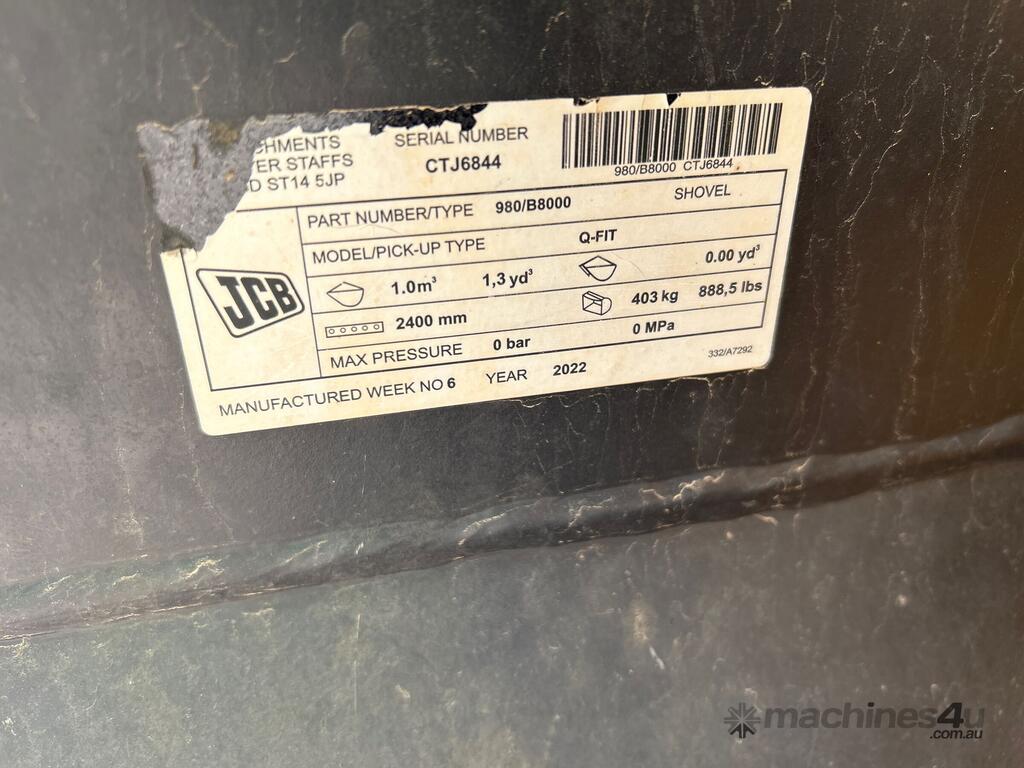 CHMENTS
ER STAFFS
D ST14 5JP
SERIAL NUMBER
CTJ6844
980/B8000 CTJ6844
PART NUMBER/TYPE 980/B8000 SHOVEL
MODEL/PICK-UP TYPE Q-FIT
1.0m³ 1,3 yd³ 0.00 yd³
2400 mm 403 kg 888,5 lbs
MAX PRESSURE 0 bar 0 MPa
332/A7292
MANUFACTURED WEEK NO 6 YEAR 2022
JCB
machines4u
.com.au